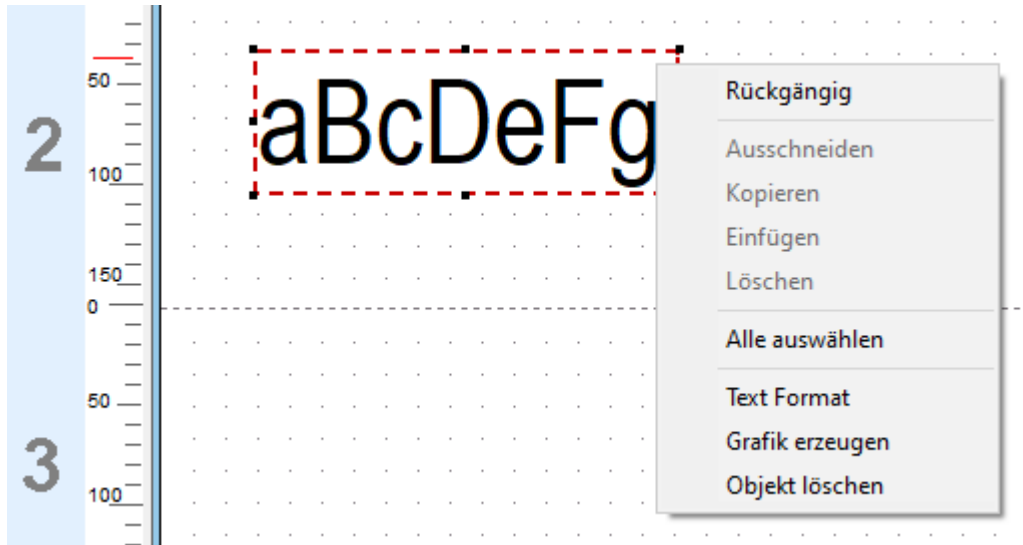 50
2
100
150
0
50
3
100
aBcDeFg
Rückgängig
Ausschneiden
Kopieren
Einfügen
Löschen
Alle auswählen
Text Format
Grafik erzeugen
Objekt löschen